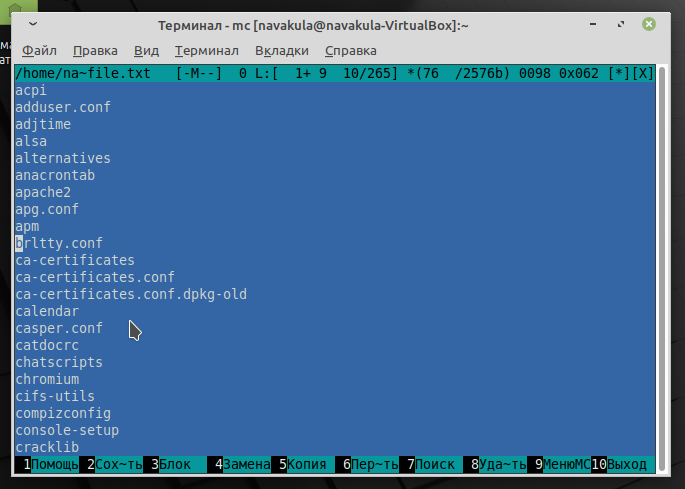 Терминал - mc [navakula@navakula-VirtualBox]:~
Файл Правка Вид Терминал Вкладки Справка
/home/na~file.txt [-M--] 0 L:[ 1+ 9 10/265] *(76 /2576b) 0098 0x062 [*][X]
acpi
adduser.conf
adjtime
alsa
alternatives
anacrontab
apache2
apg.conf
apm
brltty.conf
ca-certificates
ca-certificates.conf
ca-certificates.conf.dpkg-old
calendar
casper.conf
catdocrc
chatscripts
chromium
cifs-utils
compizconfig
console-setup
cracklib
1Помощь 2Сох~ть 3Блок 4Замена 5Копия 6Пер~ть 7Поиск 8Уда~ть 9МенюMC 10Выход